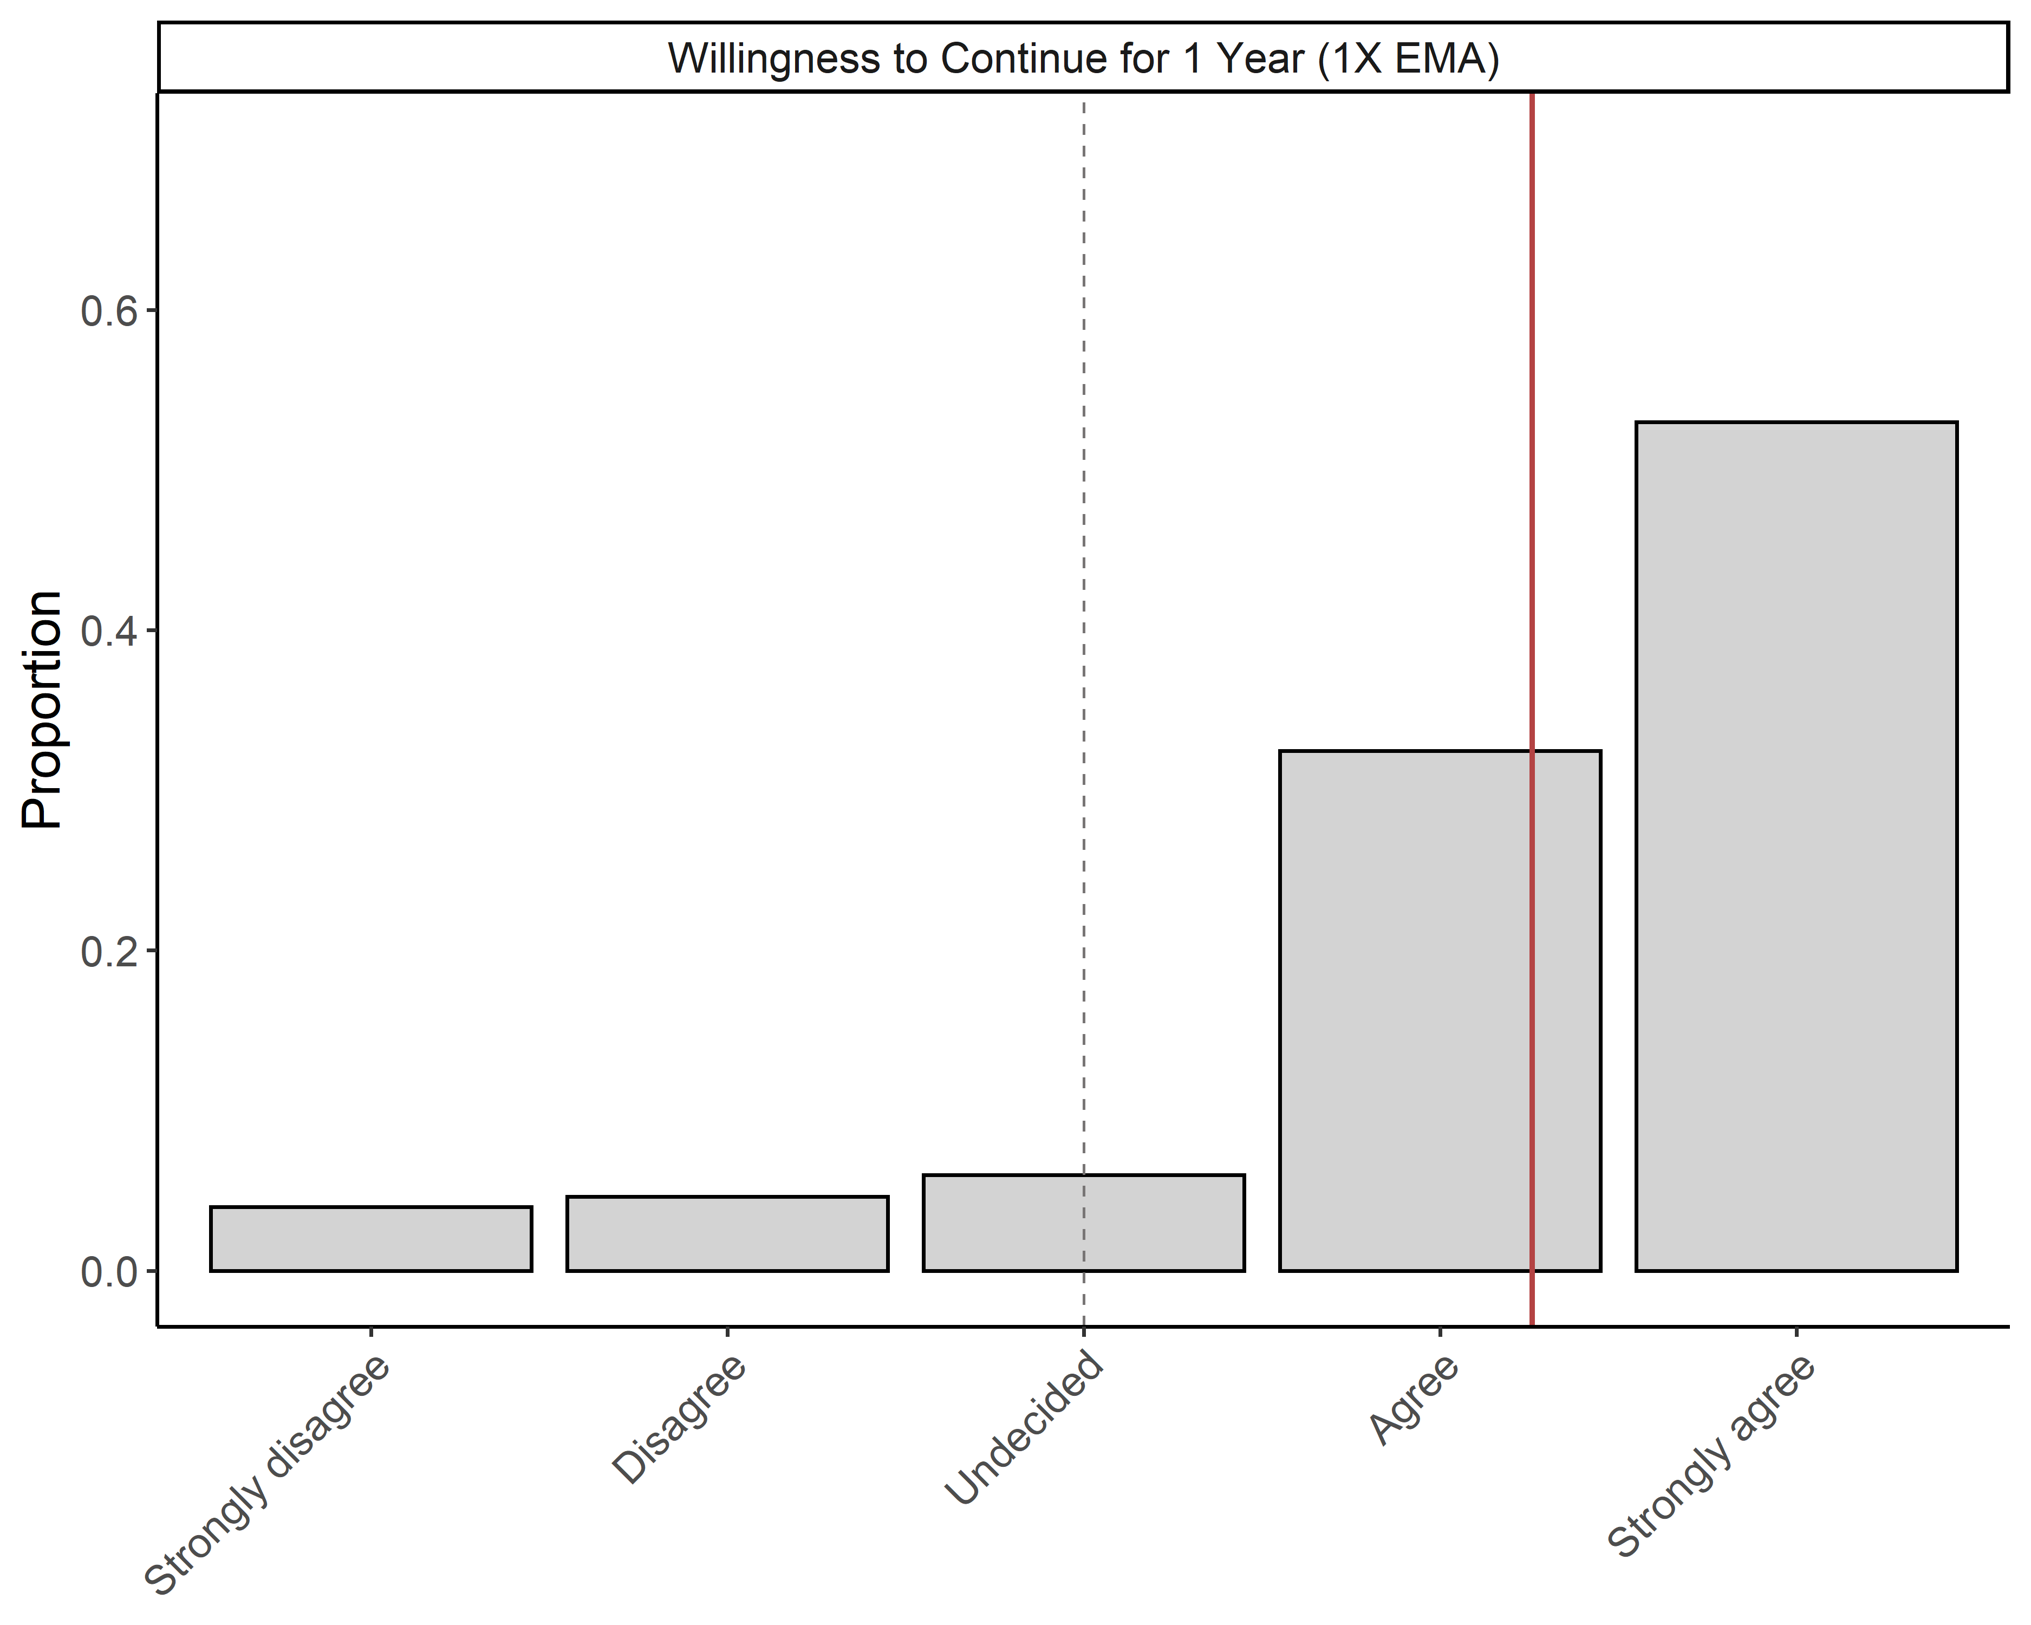 Willingness to Continue for 1 Year (1X EMA)
Proportion
0.6
0.4
0.2
0.0
Strongly disagree
Disagree
Undecided
Agree
Strongly agree